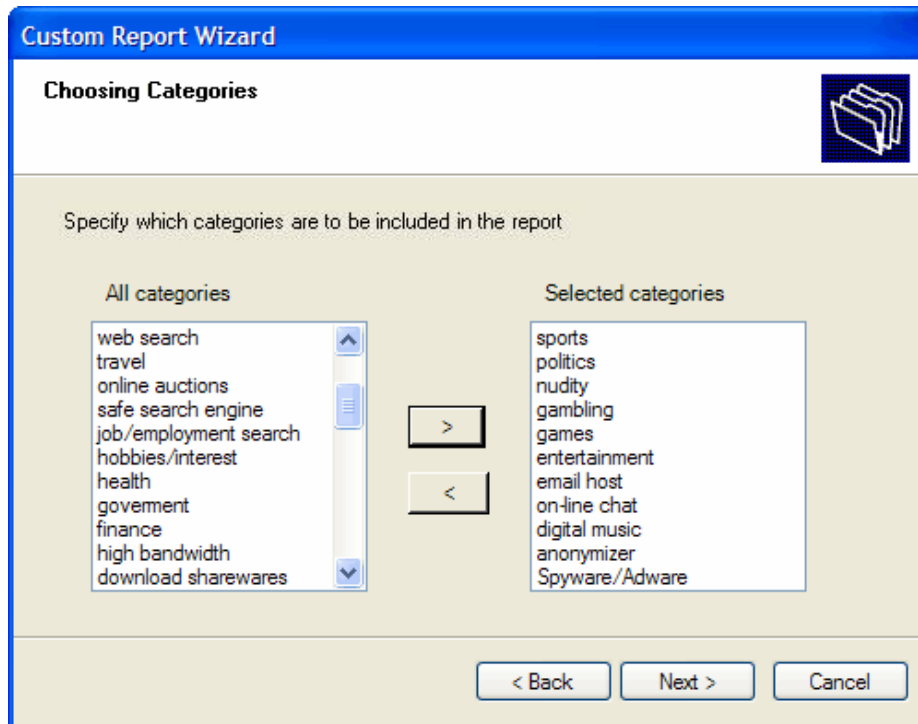 Custom Report Wizard
Choosing Categories
Specify which categories are to be included in the report
All categories
web search
travel
online auctions
safe search engine
job/employment search
hobbies/interest
health
goverment
finance
high bandwidth
download sharewares
>
<
Selected categories
sports
politics
nudity
gambling
games
entertainment
email host
on-line chat
digital music
anonymizer
Spyware/Adware
< Back
Next >
Cancel